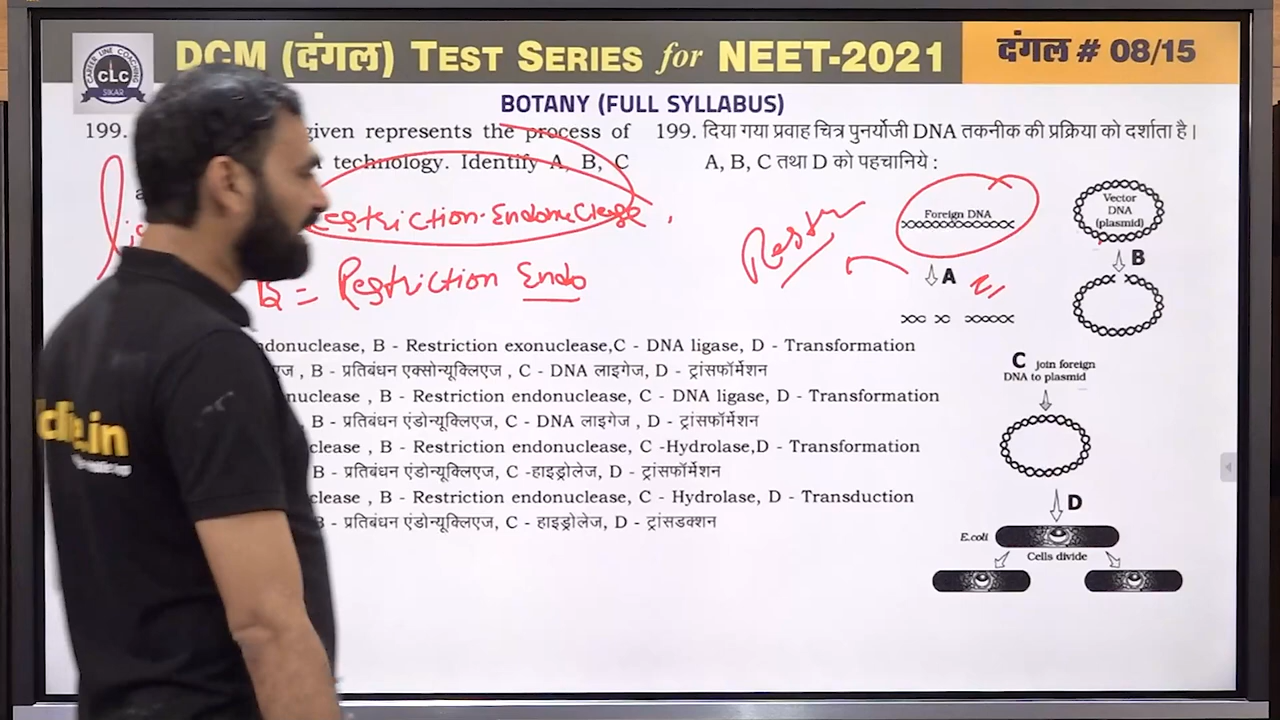 DCM (दंगल) TEST SERIES for NEET-2021
दंगल # 08/15
CAREER LINE COACHING
CLC
SIKAR
BOTANY (FULL SYLLABUS)
199. given represents the process of
technology. Identify A, B, C
Restriction-Endonuclease,
B = Restriction Endo
199. दिया गया प्रवाह चित्र पुनर्योजी DNA तकनीक की प्रक्रिया को दर्शाता है।
A, B, C तथा D को पहचानिये :
Restr
Foreign DNA
Vector
DNA
(plasmid)
A
B
C join foreign
DNA to plasmid
D
E.coli
Cells divide
ndonuclease, B - Restriction exonuclease,C - DNA ligase, D - Transformation
एज , B - प्रतिबंधन एक्सोन्यूक्लिएज , C - DNA लाइगेज, D - ट्रांसफॉर्मेशन
nuclease , B - Restriction endonuclease, C - DNA ligase, D - Transformation
B - प्रतिबंधन एंडोन्यूक्लिएज, C - DNA लाइगेज , D - ट्रांसफॉर्मेशन
clease , B - Restriction endonuclease, C -Hydrolase,D - Transformation
B - प्रतिबंधन एंडोन्यूक्लिएज, C -हाइड्रोलेज, D - ट्रांसफॉर्मेशन
clease , B - Restriction endonuclease, C - Hydrolase, D - Transduction
B - प्रतिबंधन एंडोन्यूक्लिएज, C - हाइड्रोलेज, D - ट्रांसडक्शन